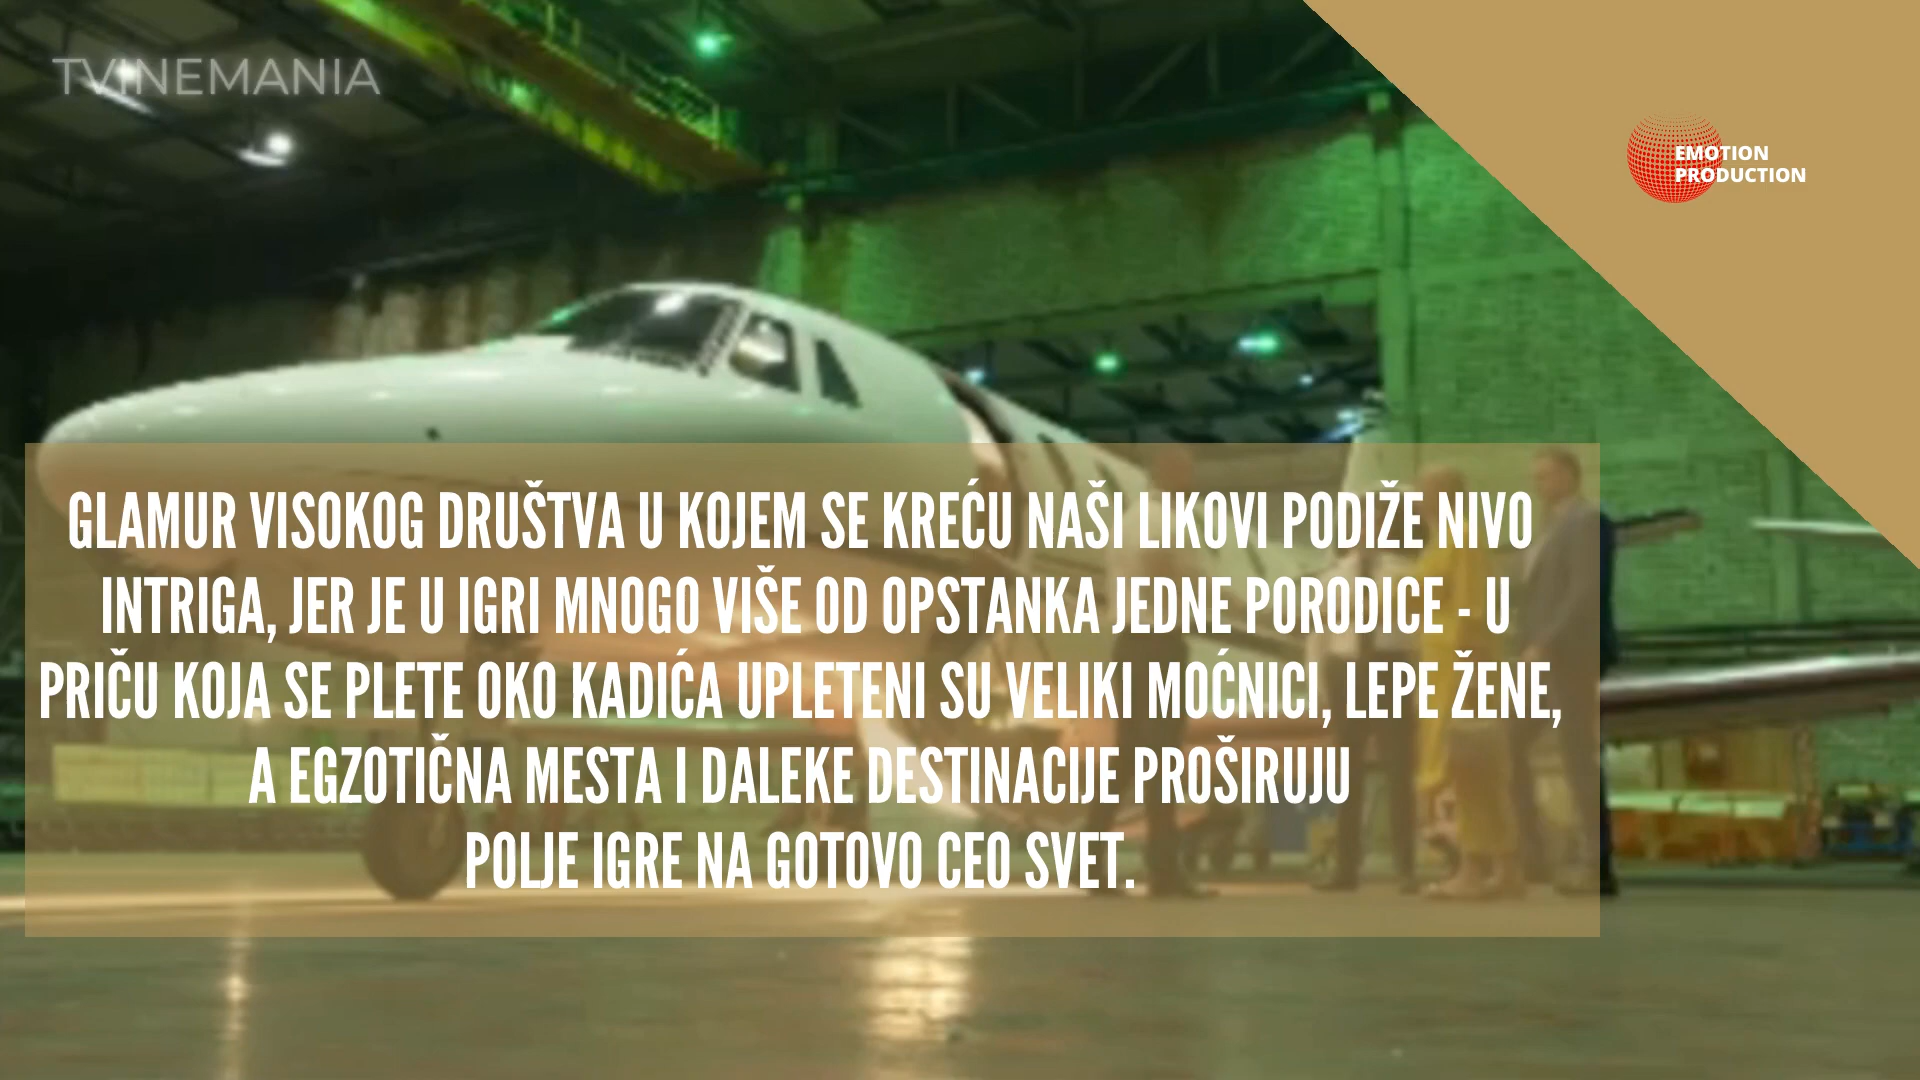 TVINEMANIA
EMOTION
PRODUCTION
GLAMUR VISOKOG DRUŠTVA U KOJEM SE KREĆU NAŠI LIKOVI PODIŽE NIVO
INTRIGA, JER JE U IGRI MNOGO VIŠE OD OPSTANKA JEDNE PORODICE - U
PRIČU KOJA SE PLETE OKO KADIĆA UPLETENI SU VELIKI MOĆNICI, LEPE ŽENE,
A EGZOTIČNA MESTA I DALEKE DESTINACIJE PROŠIRUJU
POLJE IGRE NA GOTOVO CEO SVET.